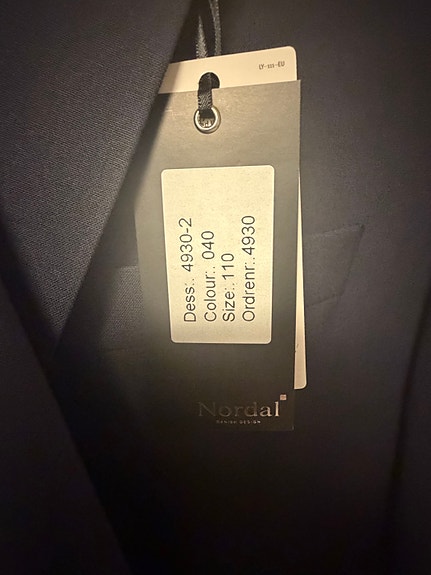 Dess:. 4930-2
Colour:. 040
Size:. 110
Ordrenr:. 4930
Nordal
DANISH DESIGN